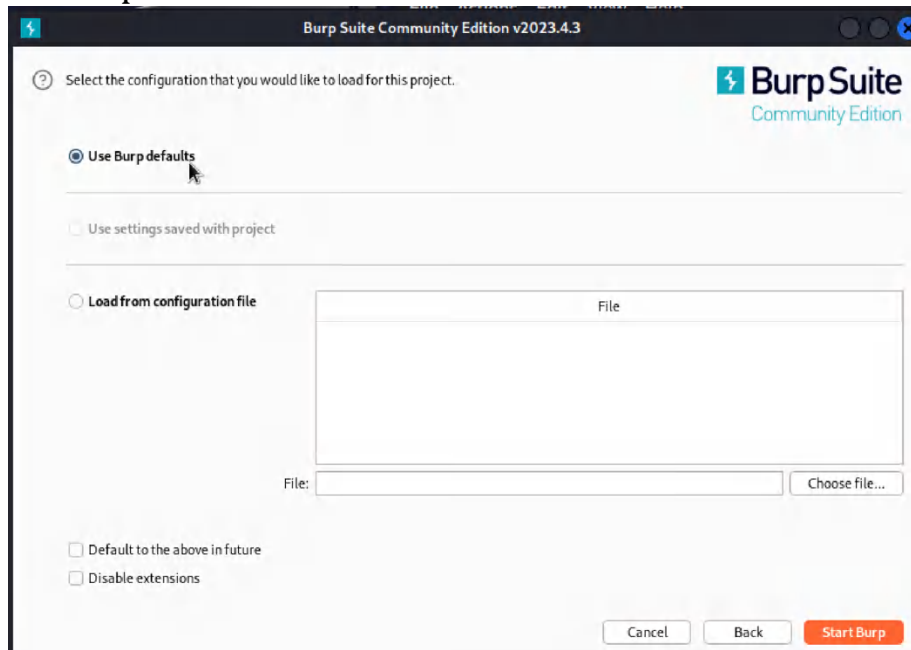 Burp Suite Community Edition v2023.4.3
Select the configuration that you would like to load for this project.
Burp Suite
Community Edition
Use Burp defaults
Use settings saved with project
Load from configuration file
File
File:
Choose file...
Default to the above in future
Disable extensions
Cancel
Back
Start Burp